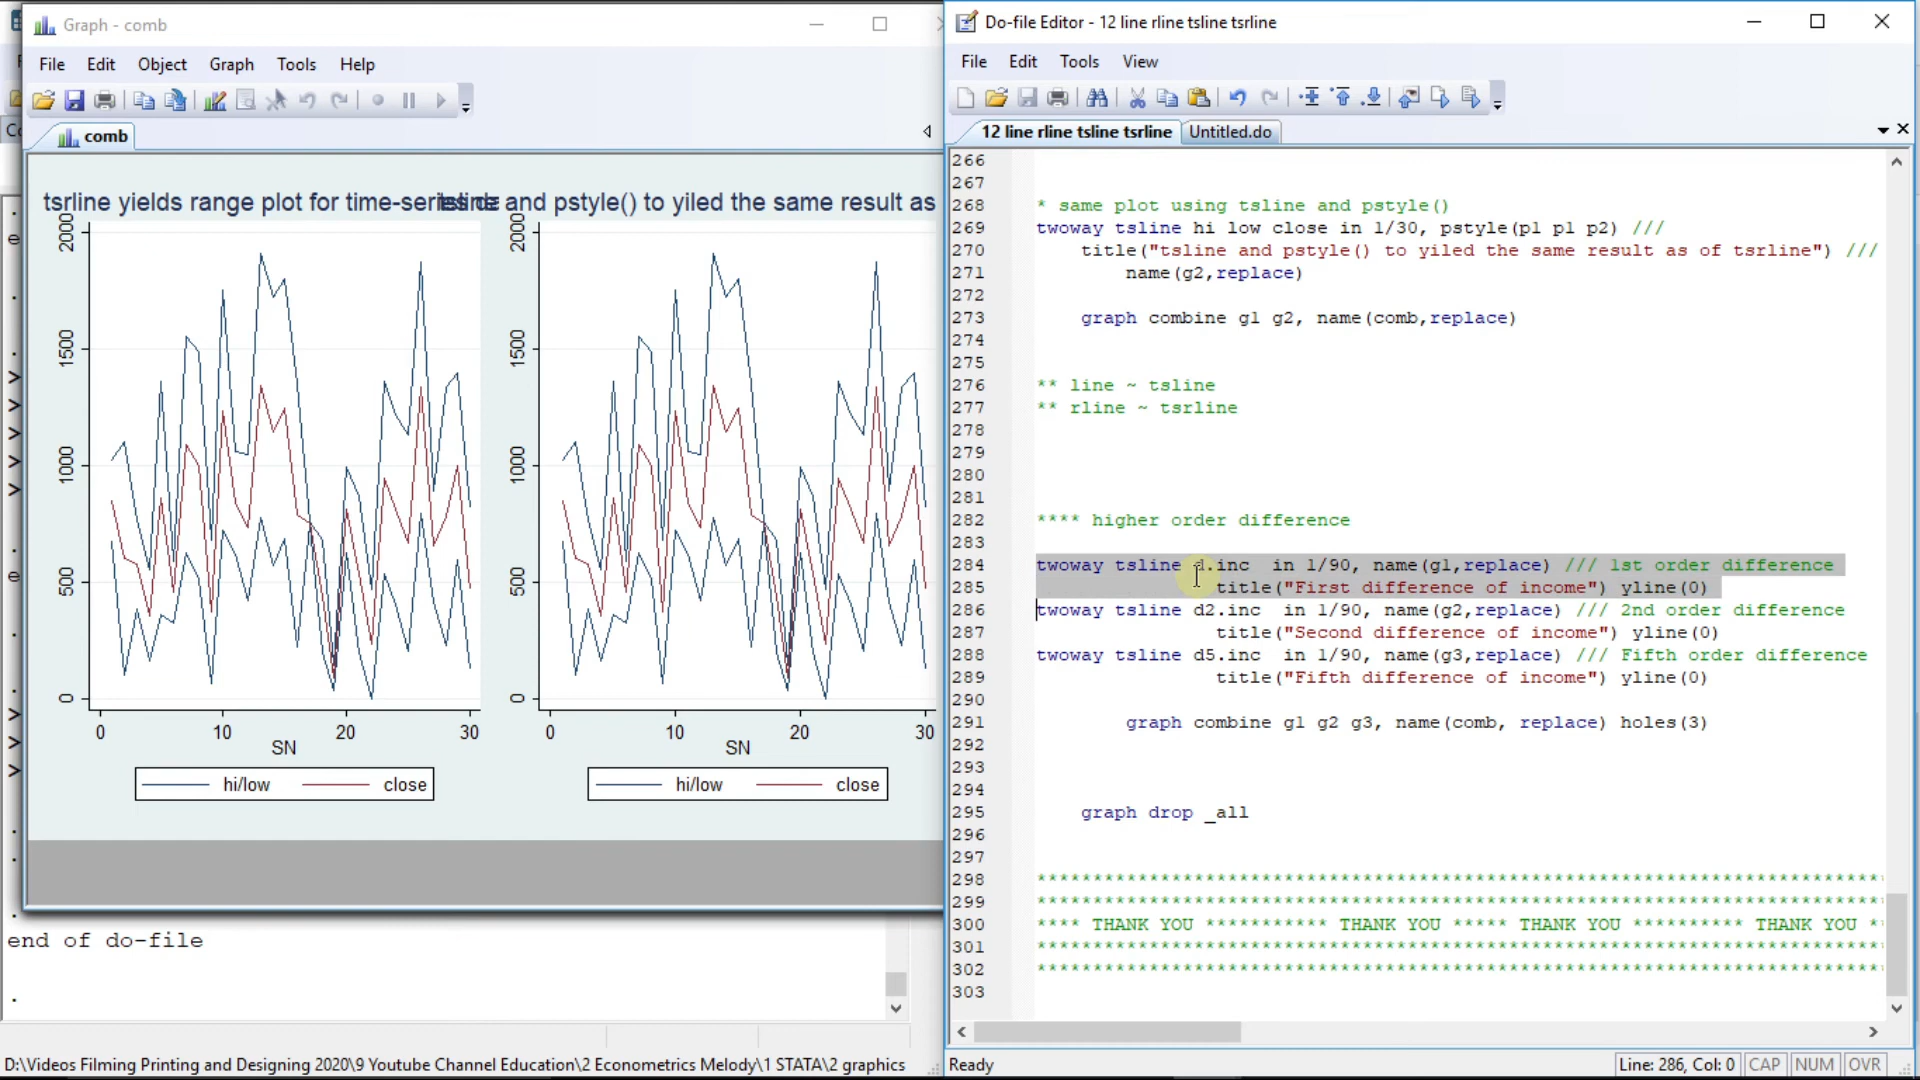 Graph - comb
File Edit Object Graph Tools Help
comb
tsrline yields range plot for time-series
and pstyle() to yiled the same result as
2000
1500
1000
500
0
0 10 20 30
SN
hi/low close
2000
1500
1000
500
0
0 10 20 30
SN
hi/low close
end of do-file
.
D:\Videos Filming Printing and Designing 2020\9 Youtube Channel Education\2 Econometrics Melody\1 STATA\2 graphics
Do-file Editor - 12 line rline tsline tsrline
File Edit Tools View
12 line rline tsline tsrline Untitled.do
266
267
268 * same plot using tsline and pstyle()
269 twoway tsline hi low close in 1/30, pstyle(p1 p1 p2) ///
270 title("tsline and pstyle() to yiled the same result as of tsrline") ///
271 name(g2,replace)
272
273 graph combine g1 g2, name(comb,replace)
274
275
276 ** line ~ tsline
277 ** rline ~ tsrline
278
279
280
281
282 **** higher order difference
283
284 twoway tsline d.inc in 1/90, name(g1,replace) /// 1st order difference
285 title("First difference of income") yline(0)
286 twoway tsline d2.inc in 1/90, name(g2,replace) /// 2nd order difference
287 title("Second difference of income") yline(0)
288 twoway tsline d5.inc in 1/90, name(g3,replace) /// Fifth order difference
289 title("Fifth difference of income") yline(0)
290
291 graph combine g1 g2 g3, name(comb, replace) holes(3)
292
293
294
295 graph drop _all
296
297
298 ****************************************************************************
299 ****************************************************************************
300 **** THANK YOU *********** THANK YOU ***** THANK YOU ********** THANK YOU *
301 ****************************************************************************
302 ****************************************************************************
303
Ready Line: 286, Col: 0 CAP NUM OVR